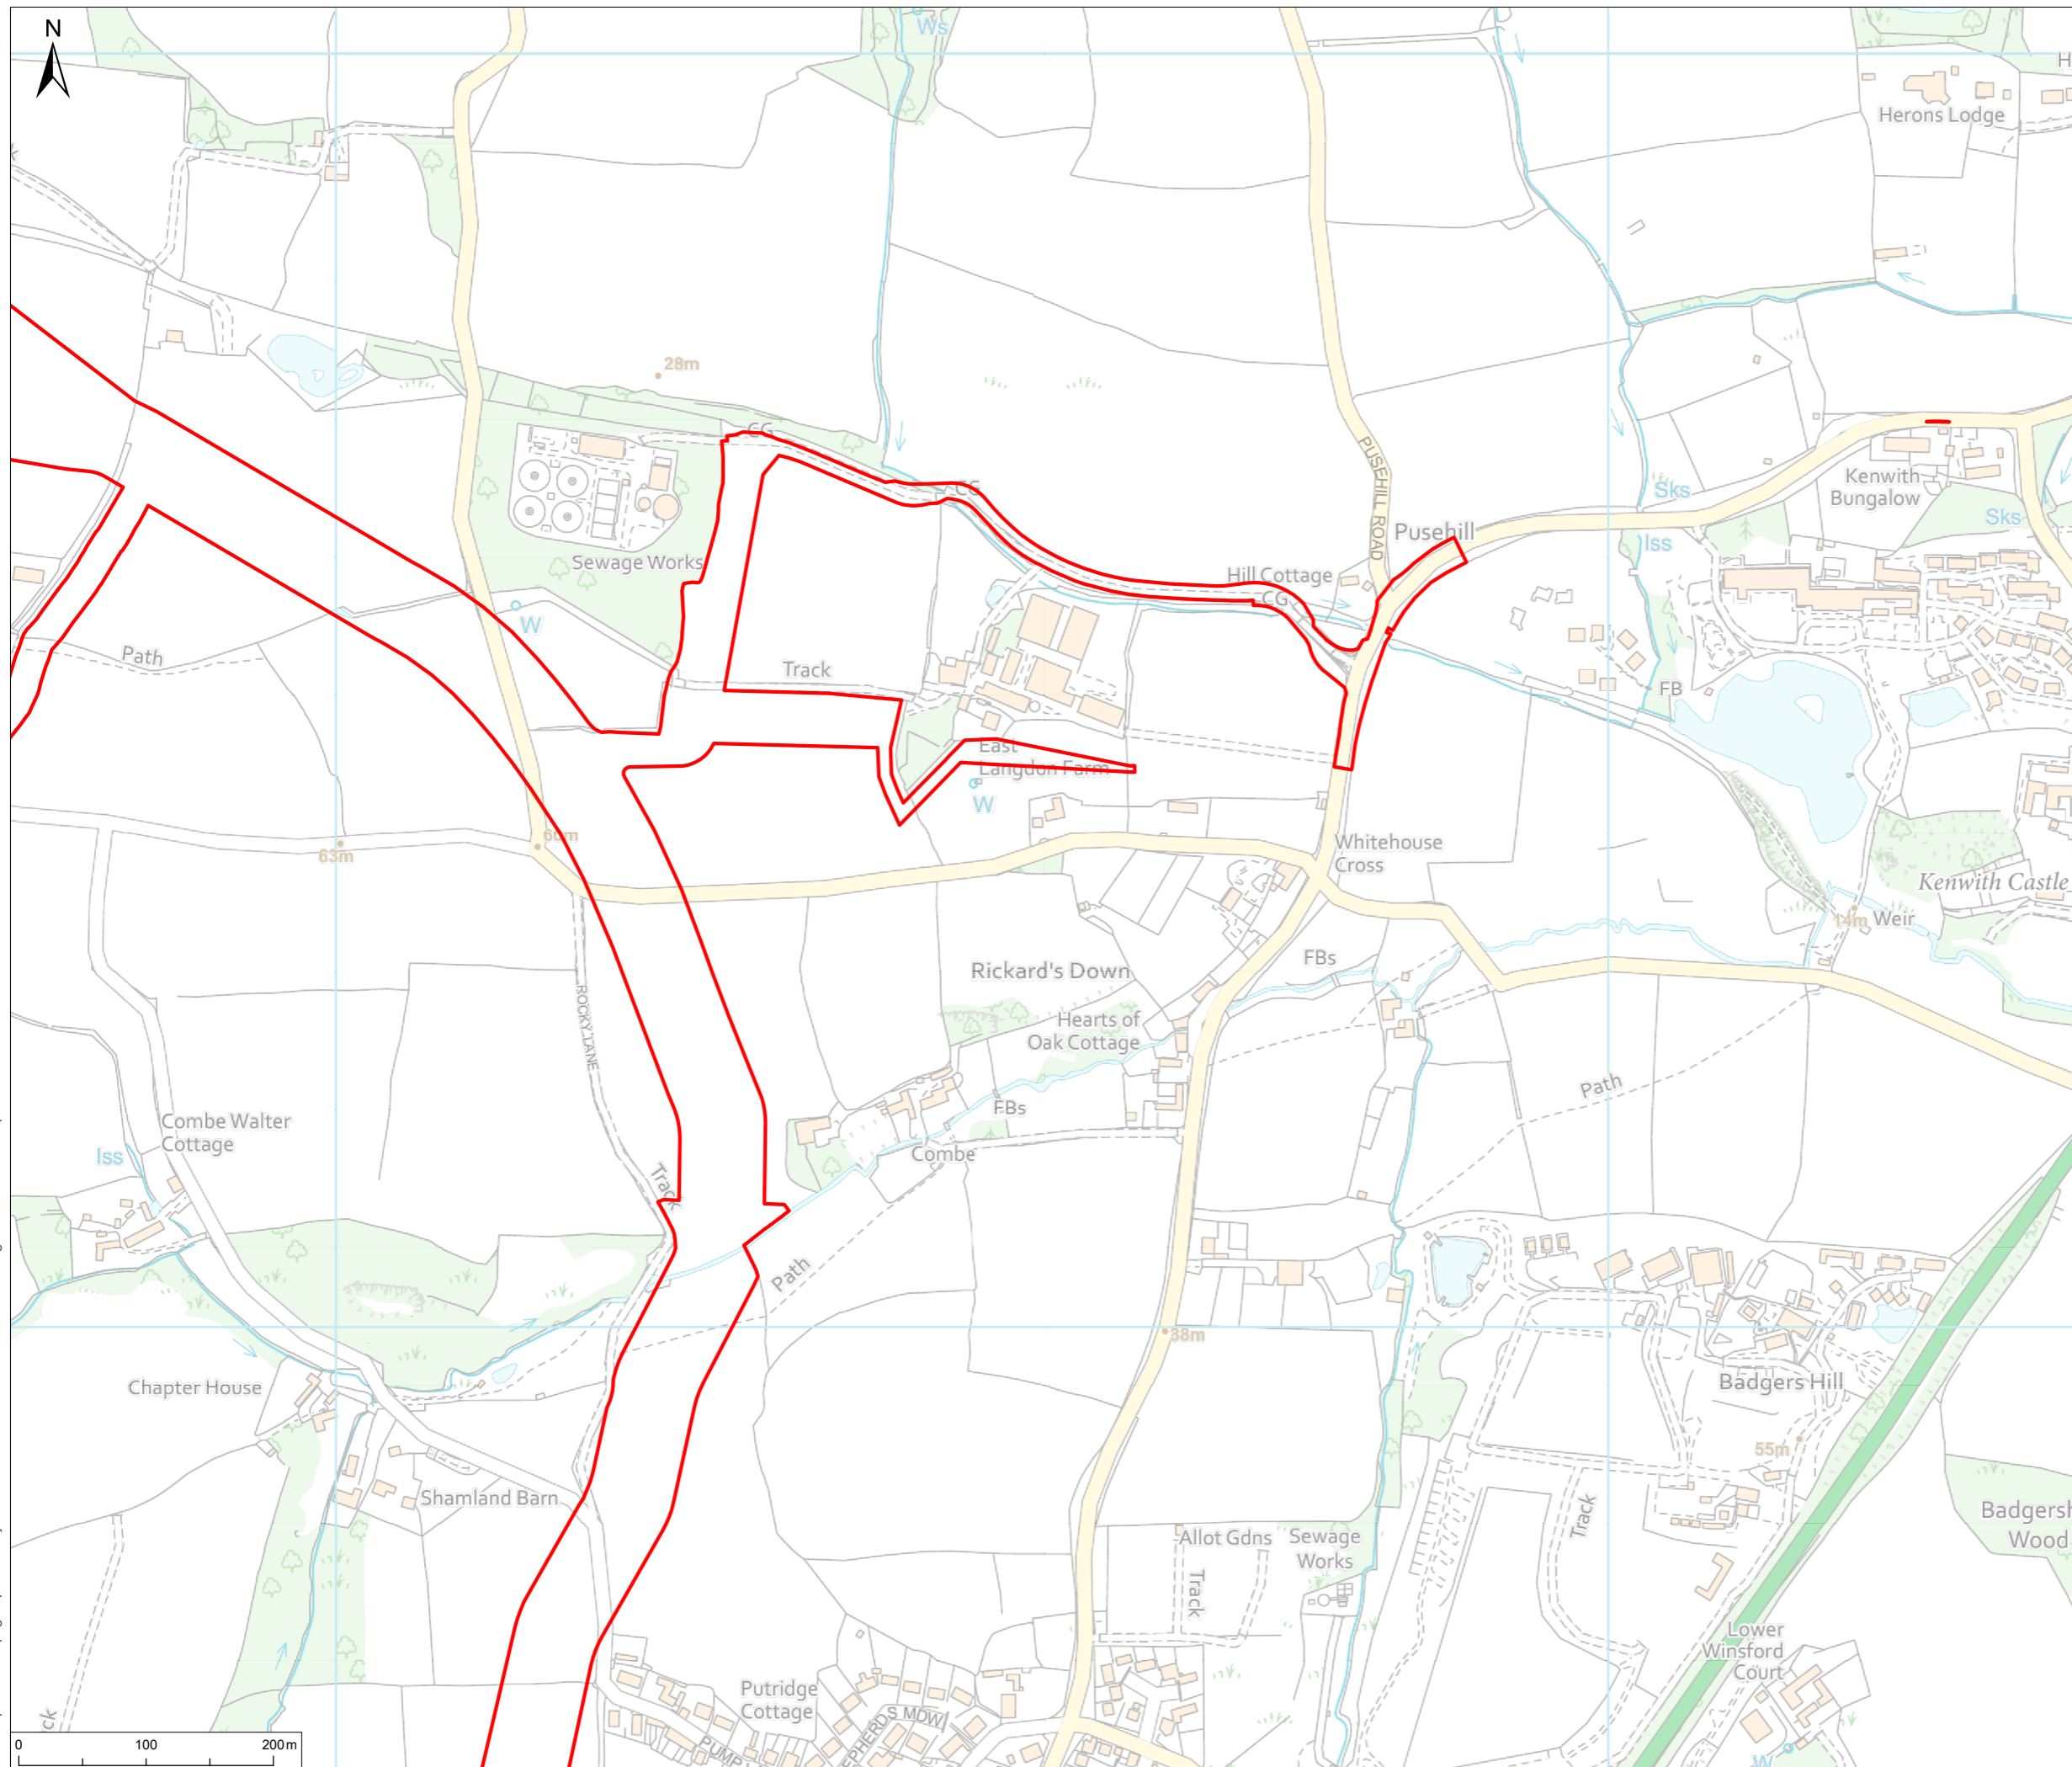 N
Ws
Herons Lodge
28m
CG
CG
Sewage Works
PUSEHILL ROAD
Pusehill
Kenwith
Bungalow
Sks
Sks
Iss
Hill Cottage
CG
W
Path
Track
FB
East
Langdon Farm
W
60m
63m
Whitehouse
Cross
Kenwith Castle
14m
Weir
Rickard's Down
FBs
ROCKY LANE
Hearts of
Oak Cottage
Path
FBs
Combe Walter
Cottage
Iss
Combe
Track
Path
38m
Chapter House
Badgers Hill
55m
Shamland Barn
Track
Allot Gdns
Sewage
Works
Track
Wood
Lower
Winsford
Court
Putridge
Cottage
W
0 100 200m